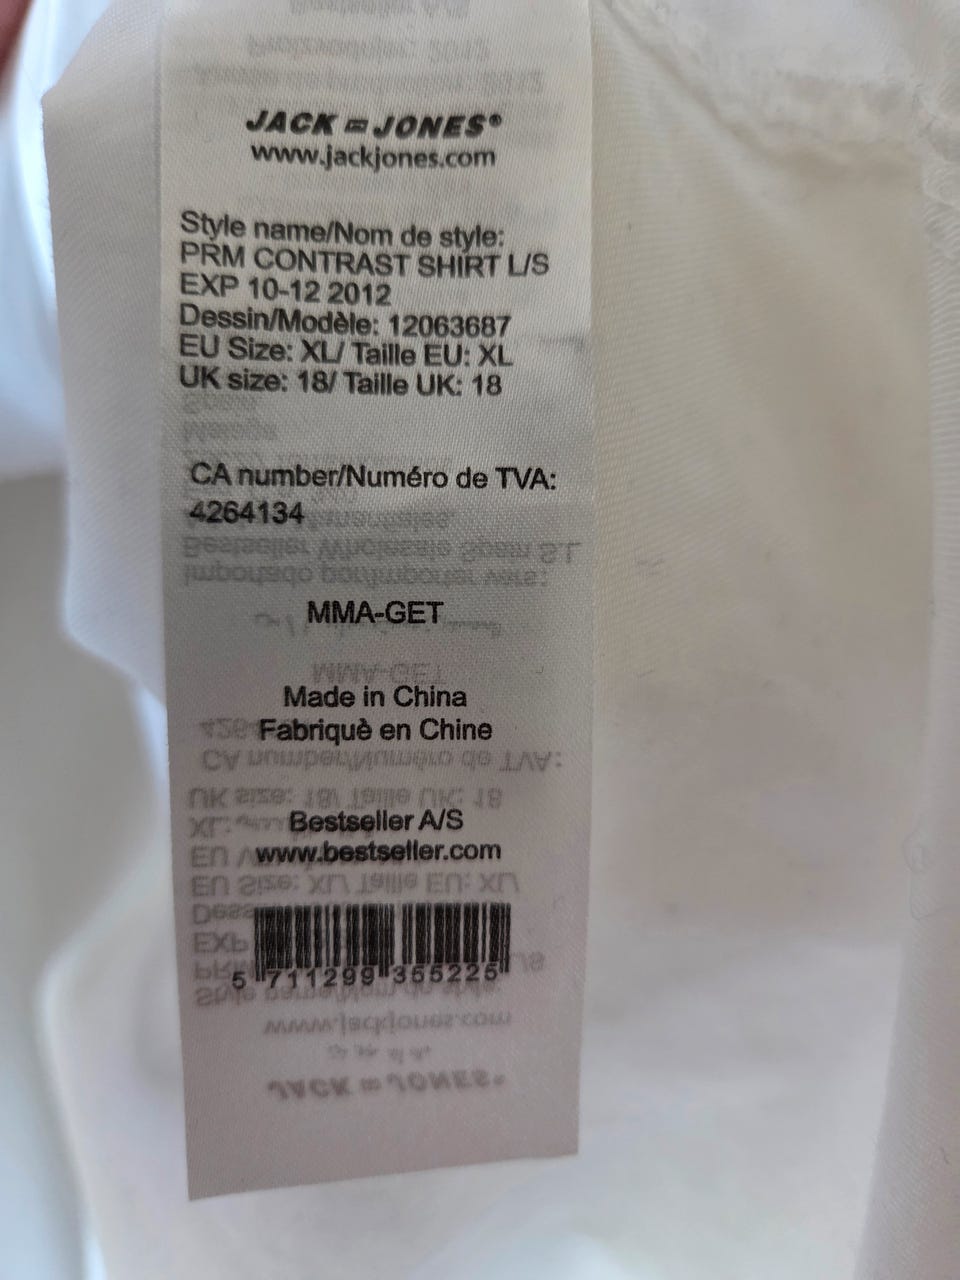 JACK JONES®
www.jackjones.com
Style name/Nom de style:
PRM CONTRAST SHIRT L/S
EXP 10-12 2012
Dessin/Modèle: 12063687
EU Size: XL/ Taille EU: XL
UK size: 18/ Taille UK: 18
CA number/Numéro de TVA:
4264134
MMA-GET
Made in China
Fabriquè en Chine
Bestseller A/S
www.bestseller.com
5 711299 365225